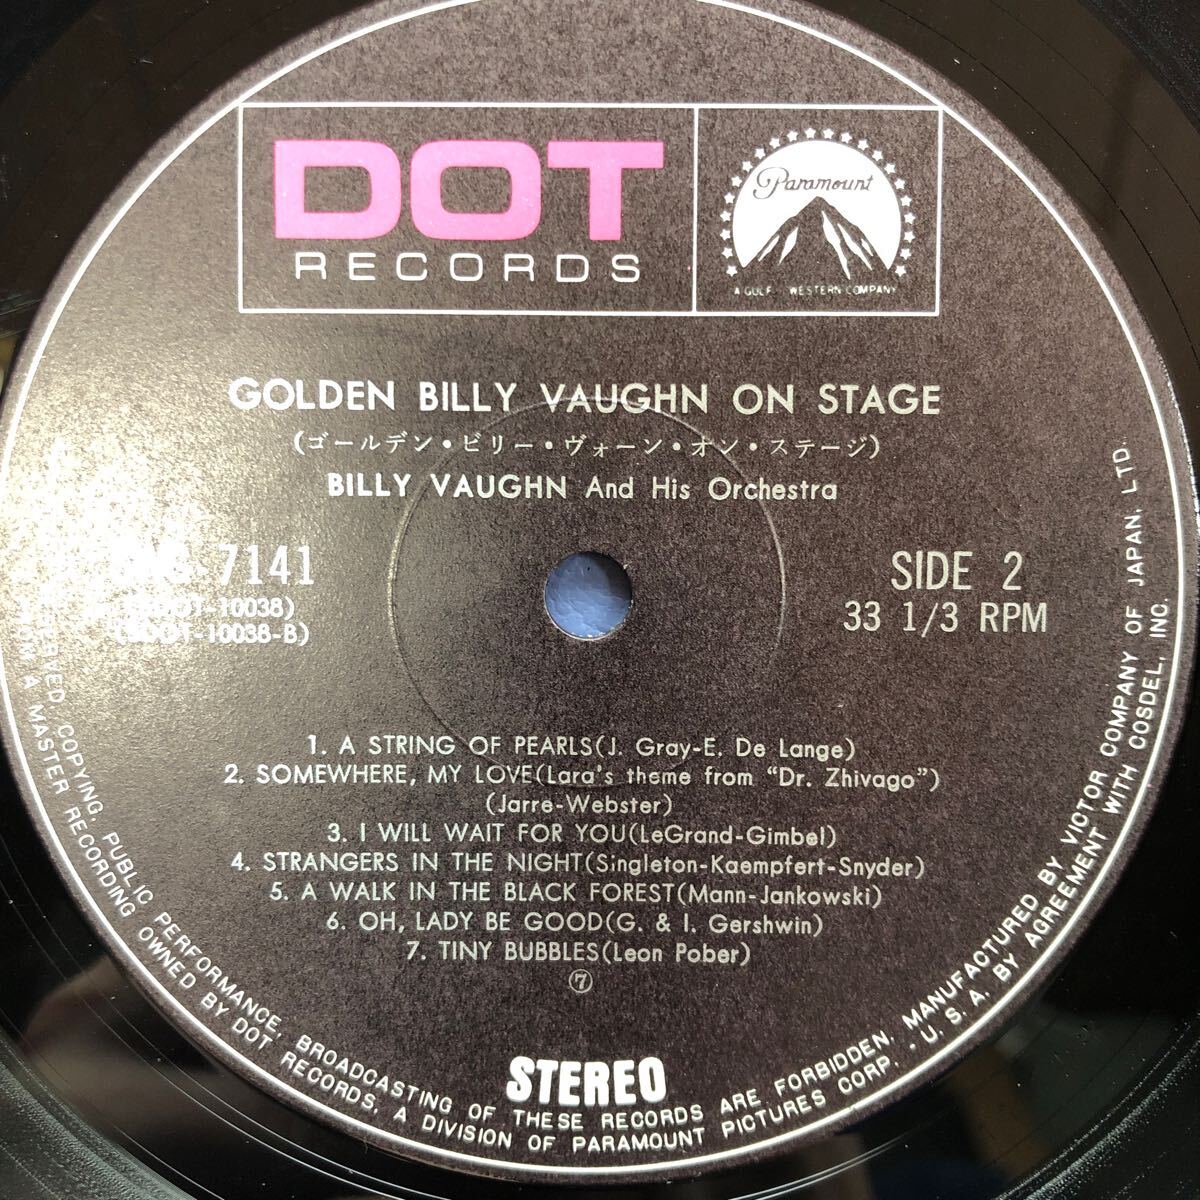 DOT
RECORDS
Paramount
A GULF WESTERN COMPANY
GOLDEN BILLY VAUGHN ON STAGE
(ゴールデン・ビリー・ヴォーン・オン・ステージ)
BILLY VAUGHN And His Orchestra
7141
-10038)
-10038-B)
SIDE 2
33 1/3 RPM
1. A STRING OF PEARLS(J. Gray-E. De Lange)
2. SOMEWHERE, MY LOVE(Lara's theme from "Dr. Zhivago")
(Jarre-Webster)
3. I WILL WAIT FOR YOU(LeGrand-Gimbel)
4. STRANGERS IN THE NIGHT(Singleton-Kaempfert-Snyder)
5. A WALK IN THE BLACK FOREST(Mann-Jankowski)
6. OH, LADY BE GOOD(G. & I. Gershwin)
7. TINY BUBBLES(Leon Pober)
⑦
STEREO
COPYING, PUBLIC PERFORMANCE, BROADCASTING OF THESE RECORDS ARE FORBIDDEN. MANUFACTURED BY VICTOR COMPANY OF JAPAN, LTD.
FROM A MASTER RECORDING OWNED BY DOT RECORDS, A DIVISION OF PARAMOUNT PICTURES CORP. • U. S. A. BY AGREEMENT WITH COSDEL, INC.